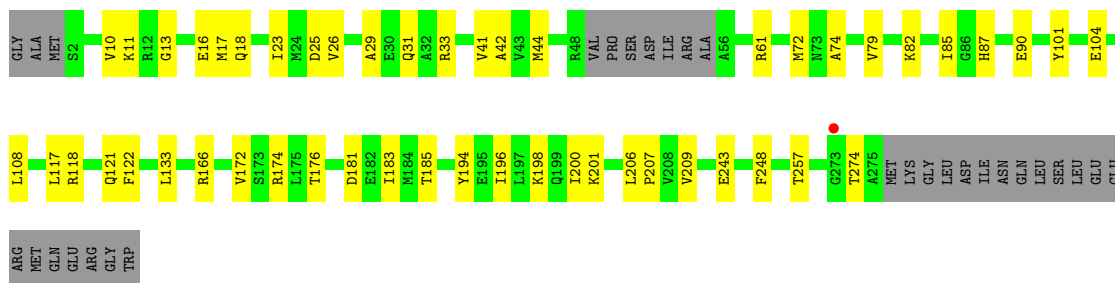 GLY ALA MET S2 V10 K11 R12 G13 E16 M17 Q18 I23 M24 D25 V26 A29 E30 Q31 A32 R33 V41 A42 V43 M44 R48 VAL PRO SER ASP ILE ARG ALA A56 R61 M72 N73 A74 V79 K82 I85 G86 H87 E90 Y101 E104
L108 L117 R118 Q121 F122 L133 R166 V172 S173 R174 L175 T176 D181 E182 I183 M184 T185 Y194 E195 I196 L197 K198 Q199 I200 K201 L206 P207 V208 V209 E243 F248 T257 G273 T274 A275 MET LYS GLY LEU ASP ILE ASN GLN LEU SER LEU LEU GLU GLU
ARG MET GLN GLU ARG GLY TRP